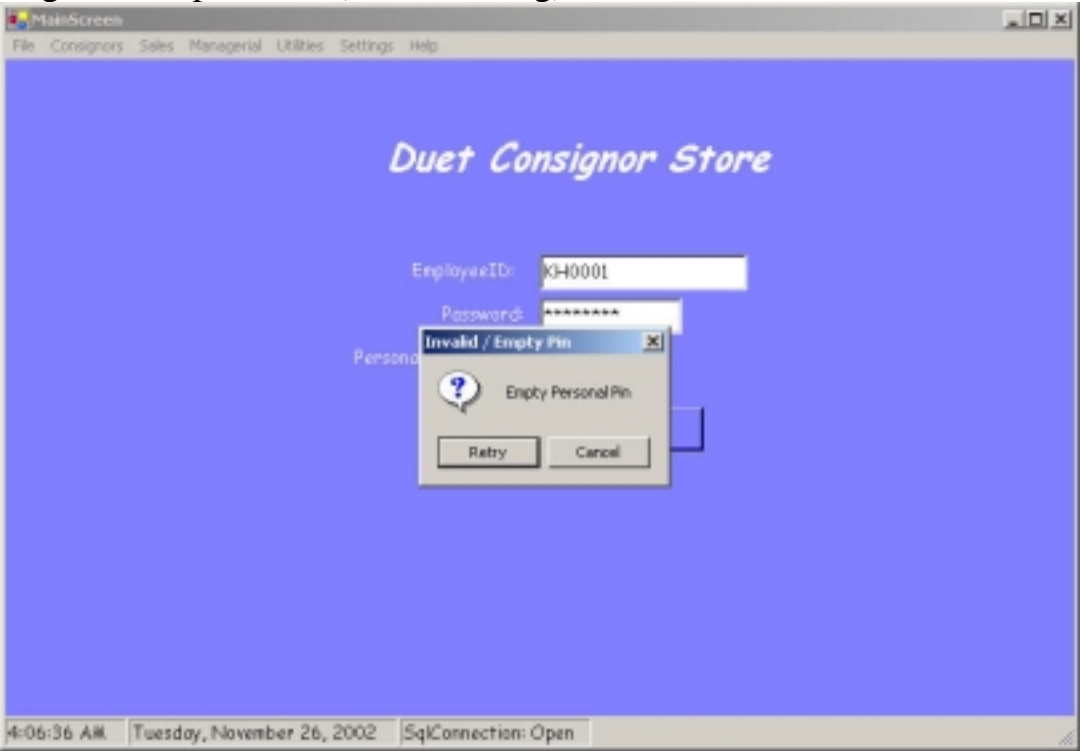 MainScreen
File Consignors Sales Managerial Utilities Settings Help
Duet Consignor Store
EmployeeID: KH0001
Password: ********
Invalid / Empty Pin
Empty Personal Pin
Retry Cancel
4:06:36 AM Tuesday, November 26, 2002 SqlConnection: Open